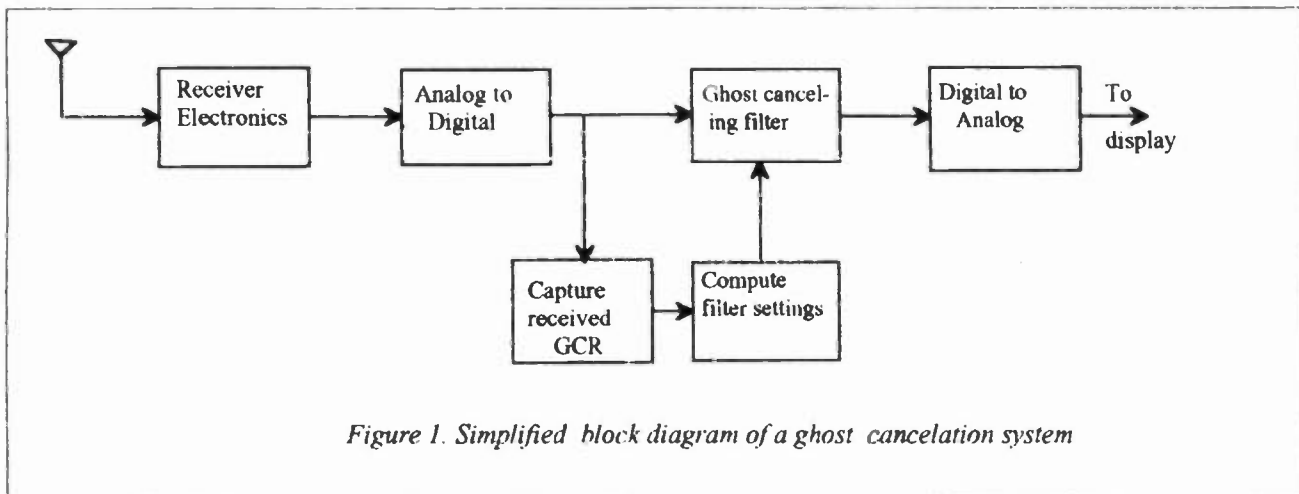 Receiver
Electronics
Analog to
Digital
Ghost cancel-
ing filter
Digital to
Analog
To
display
Capture
received
GCR
Compute
filter settings
Figure 1. Simplified block diagram of a ghost cancelation system